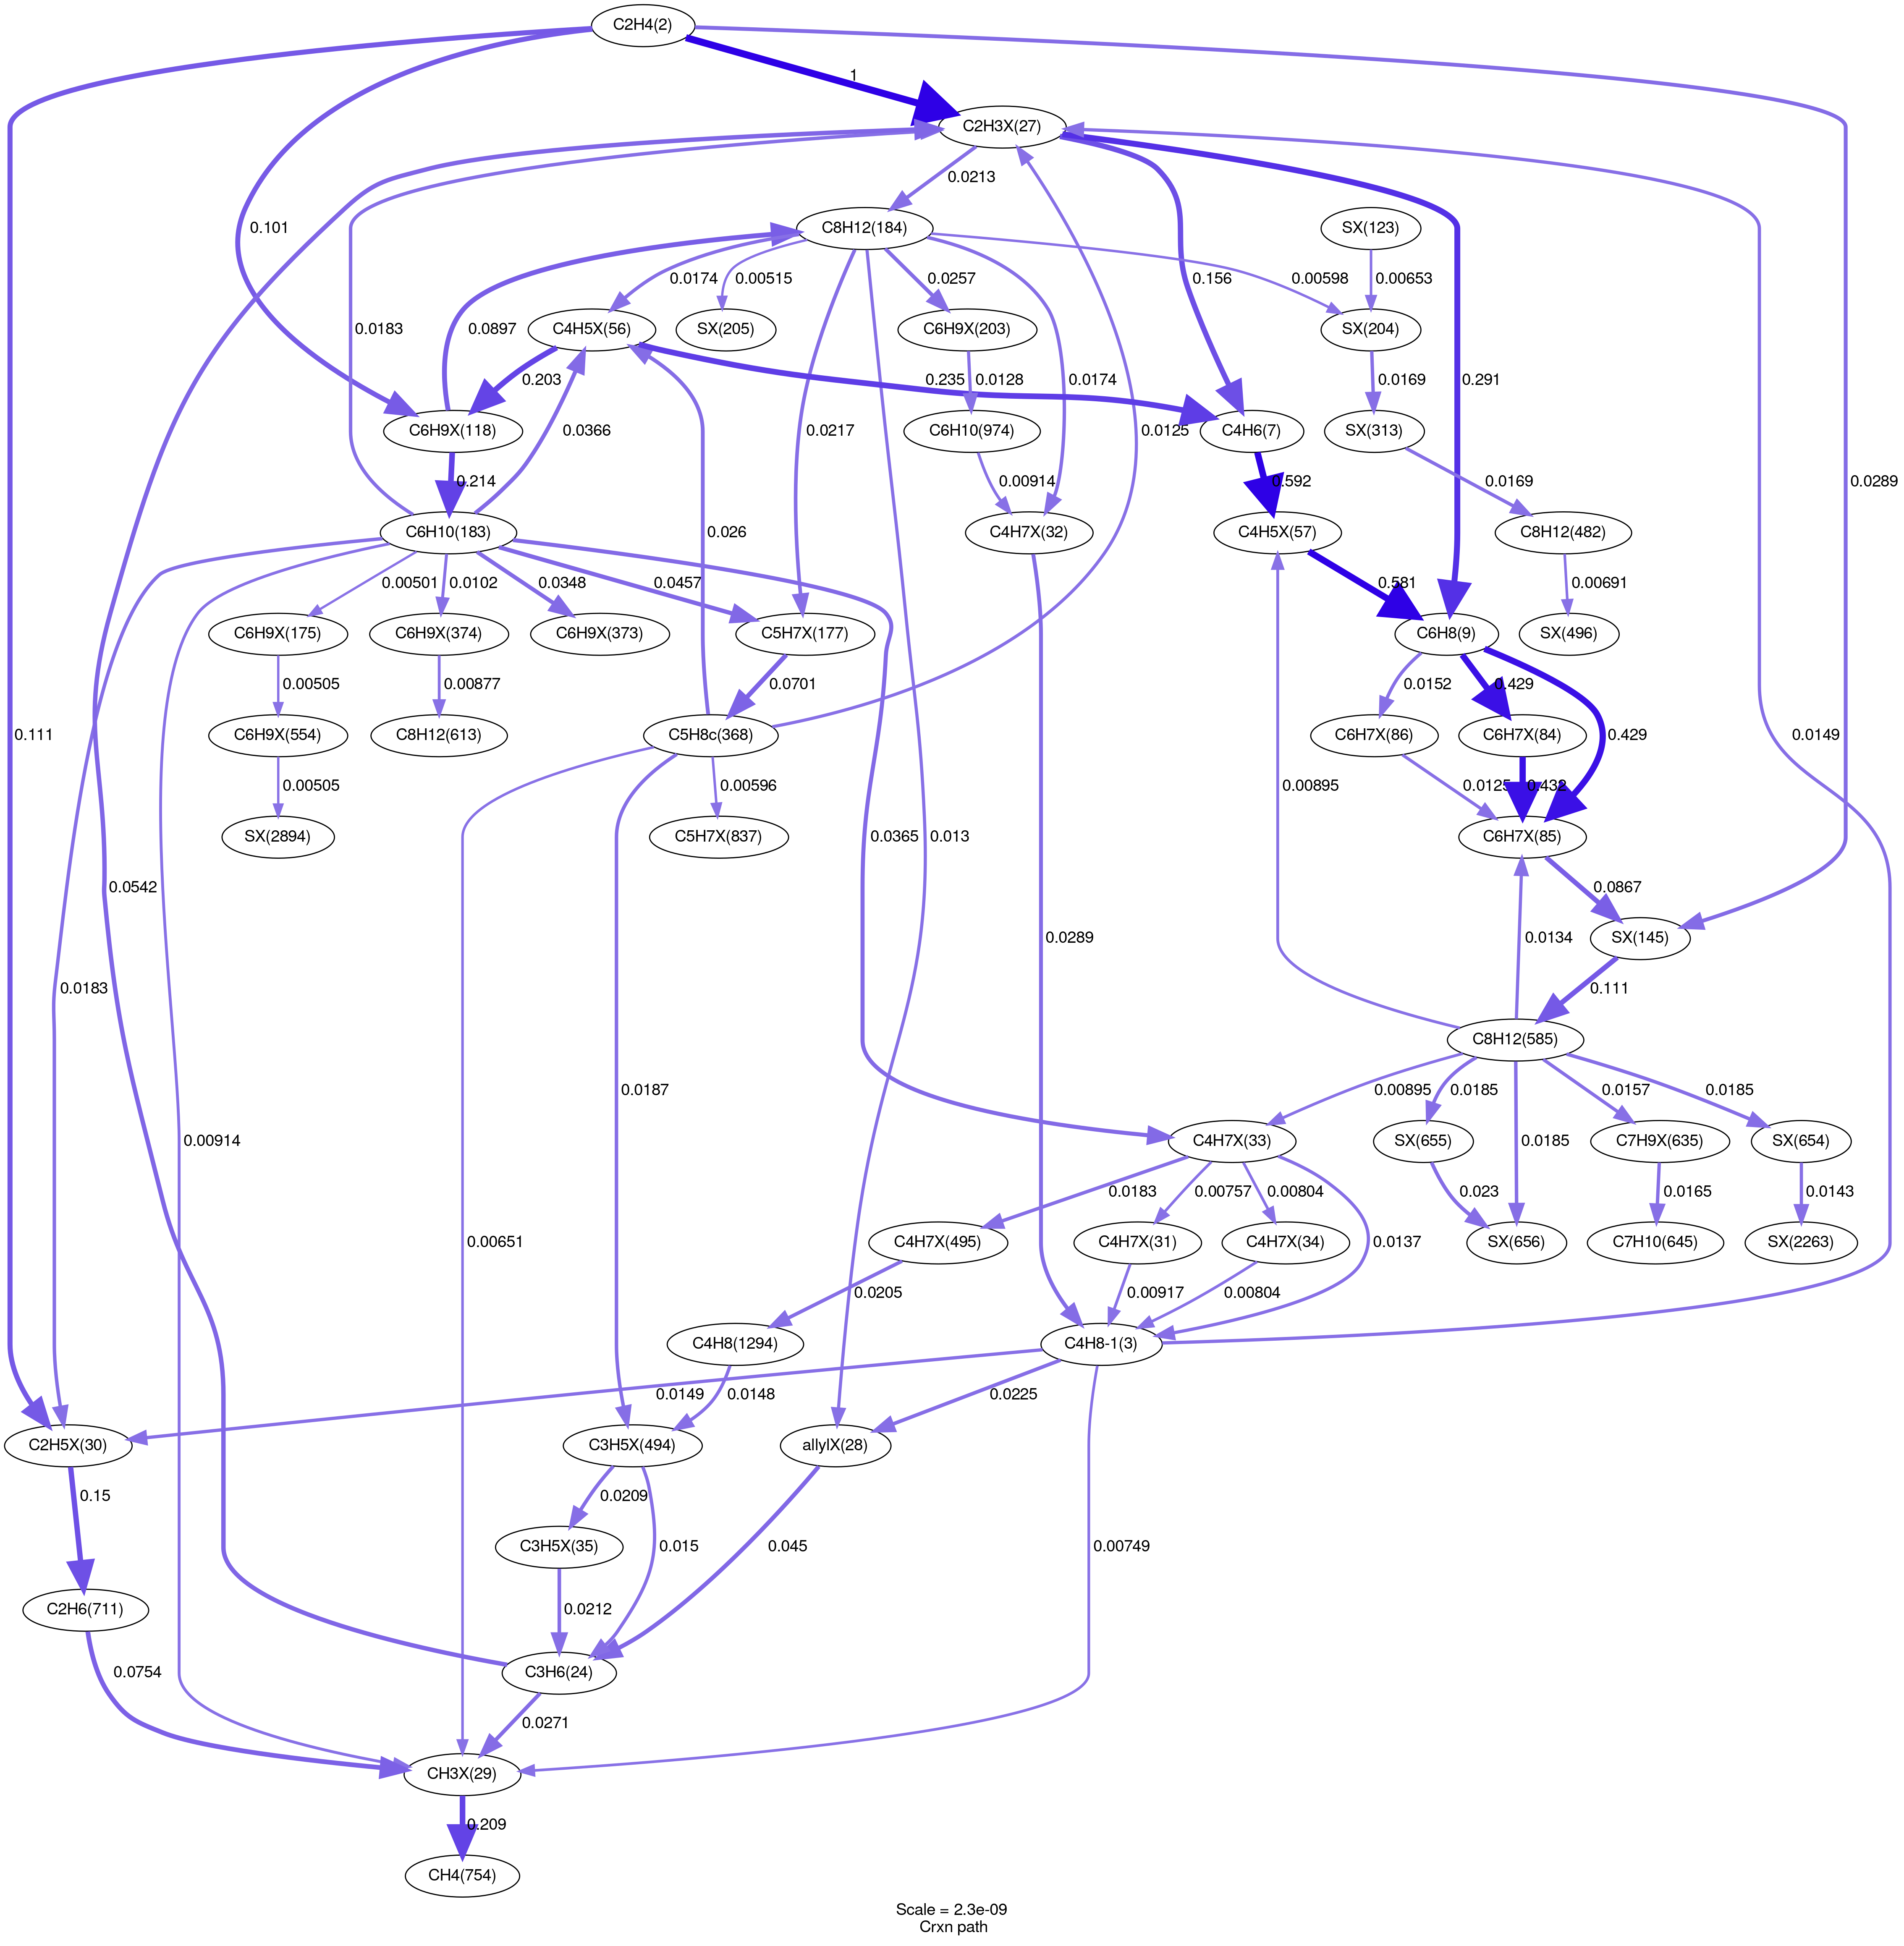 C2H4(2)
1
C2H3X(27)
0.0213
0.101
C8H12(184)
SX(123)
0.0174
0.00515
0.0257
0.156
0.00598
0.00653
C4H5X(56)
SX(205)
C6H9X(203)
SX(204)
0.0183
0.0897
0.203
0.235
0.0128
0.0174
0.291
0.0169
C6H9X(118)
0.0366
0.0217
C6H10(974)
0.0125
C4H6(7)
SX(313)
0.214
0.00914
0.592
0.0169
0.0289
C6H10(183)
0.026
C4H7X(32)
C4H5X(57)
C8H12(482)
0.00501
0.0102
0.0348
0.0457
0.581
0.00691
C6H9X(175)
C6H9X(374)
C6H9X(373)
C5H7X(177)
C6H8(9)
SX(496)
0.00505
0.00877
0.0701
0.0152
0.429
0.111
C6H9X(554)
C8H12(613)
C5H8c(368)
C6H7X(86)
C6H7X(84)
0.429
0.0149
0.00505
0.00596
0.00895
0.0125
0.432
SX(2894)
C5H7X(837)
0.0365
0.013
C6H7X(85)
0.0542
0.0867
0.0289
0.0134
SX(145)
0.0183
0.111
C8H12(585)
0.0187
0.00895
0.0185
0.0157
0.0185
0.00914
C4H7X(33)
SX(655)
0.0185
C7H9X(635)
SX(654)
0.0183
0.00757
0.00804
0.023
0.0165
0.0143
0.00651
C4H7X(495)
C4H7X(31)
C4H7X(34)
0.0137
SX(656)
C7H10(645)
SX(2263)
0.0205
0.00917
0.00804
C4H8(1294)
C4H8-1(3)
0.0149
0.0148
0.0225
C2H5X(30)
C3H5X(494)
allylX(28)
0.15
0.0209
C3H5X(35)
0.015
0.045
0.00749
C2H6(711)
0.0212
0.0754
C3H6(24)
0.0271
CH3X(29)
0.209
CH4(754)
Scale = 2.3e-09
Crxn path